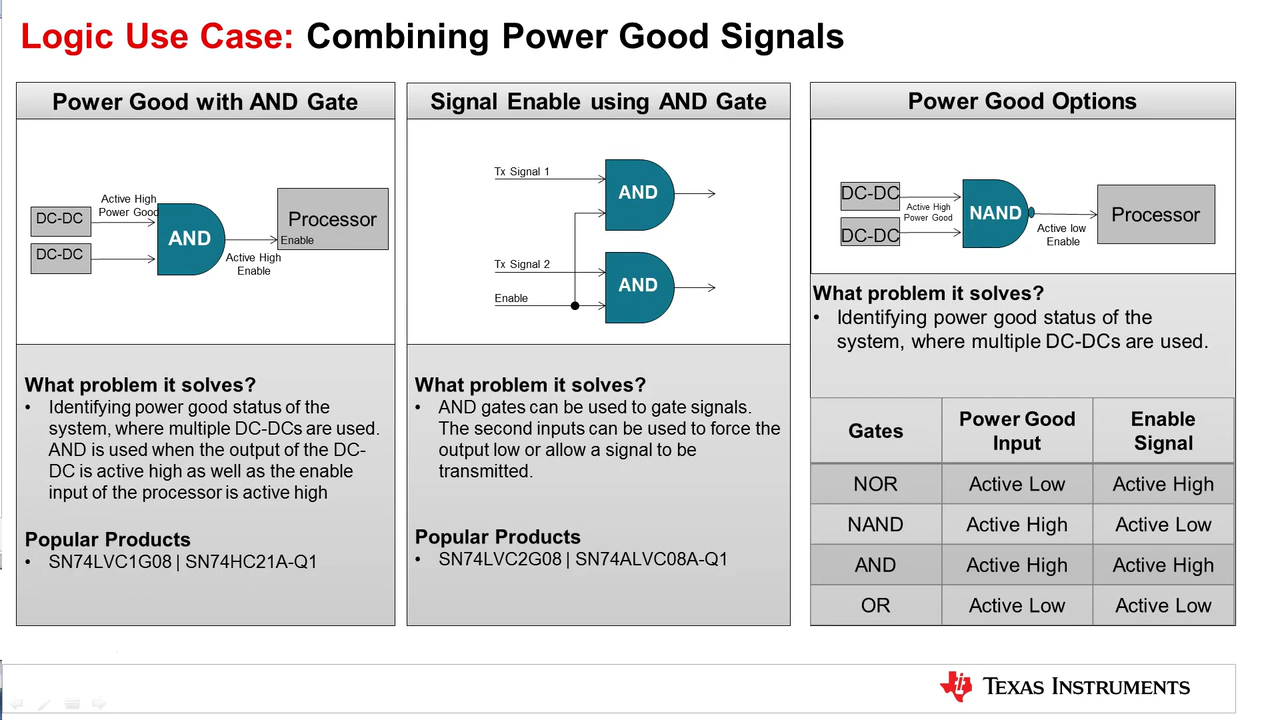 Logic Use Case: Combining Power Good Signals
Power Good with AND Gate
Active High
Power Good
DC-DC
DC-DC
AND
Processor
Enable
Active High
Enable
What problem it solves?
• Identifying power good status of the
system, where multiple DC-DCs are used.
AND is used when the output of the DC-
DC is active high as well as the enable
input of the processor is active high
Popular Products
• SN74LVC1G08 | SN74HC21A-Q1
Signal Enable using AND Gate
Tx Signal 1
AND
Tx Signal 2
AND
Enable
What problem it solves?
• AND gates can be used to gate signals.
The second inputs can be used to force the
output low or allow a signal to be
transmitted.
Popular Products
• SN74LVC2G08 | SN74ALVC08A-Q1
Power Good Options
DC-DC
Active High
Power Good
DC-DC
NAND
Active low
Enable
Processor
What problem it solves?
• Identifying power good status of the
system, where multiple DC-DCs are used.
Gates Power Good Input Enable Signal
NOR Active Low Active High
NAND Active High Active Low
AND Active High Active High
OR Active Low Active Low
TEXAS INSTRUMENTS